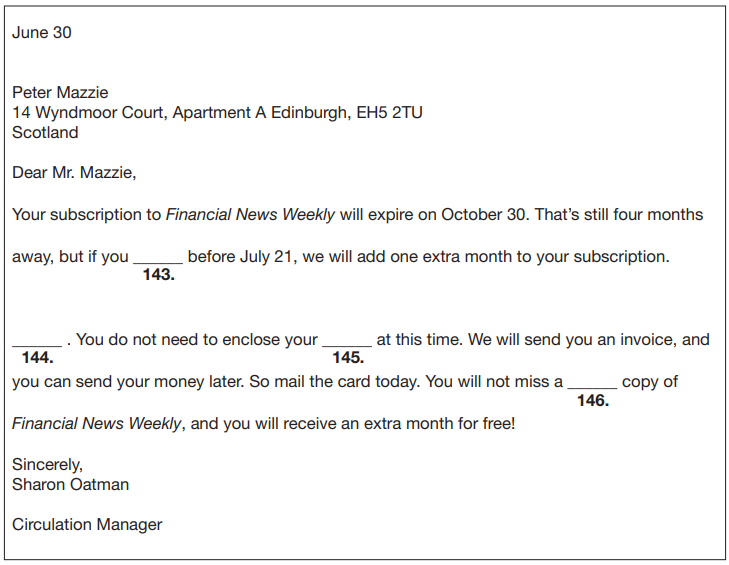 June 30
Peter Mazzie
14 Wyndmoor Court, Apartment A Edinburgh, EH5 2TU
Scotland
Dear Mr. Mazzie,
Your subscription to Financial News Weekly will expire on October 30. That’s still four months
away, but if you ______ before July 21, we will add one extra month to your subscription.
143.
______ . You do not need to enclose your ______ at this time. We will send you an invoice, and
144. 145.
you can send your money later. So mail the card today. You will not miss a ______ copy of
146.
Financial News Weekly, and you will receive an extra month for free!
Sincerely,
Sharon Oatman
Circulation Manager